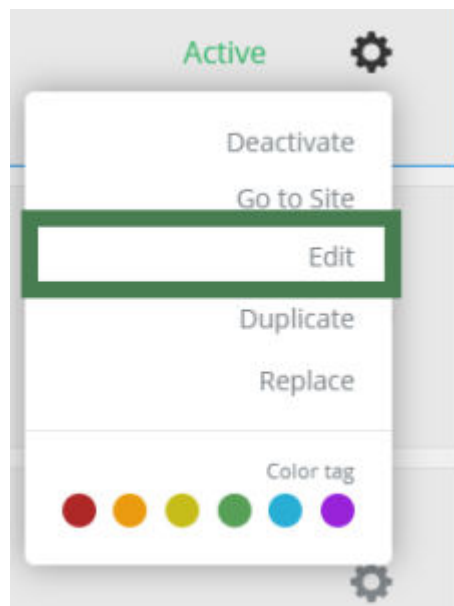 Active
Deactivate
Go to Site
Edit
Duplicate
Replace
Color tag